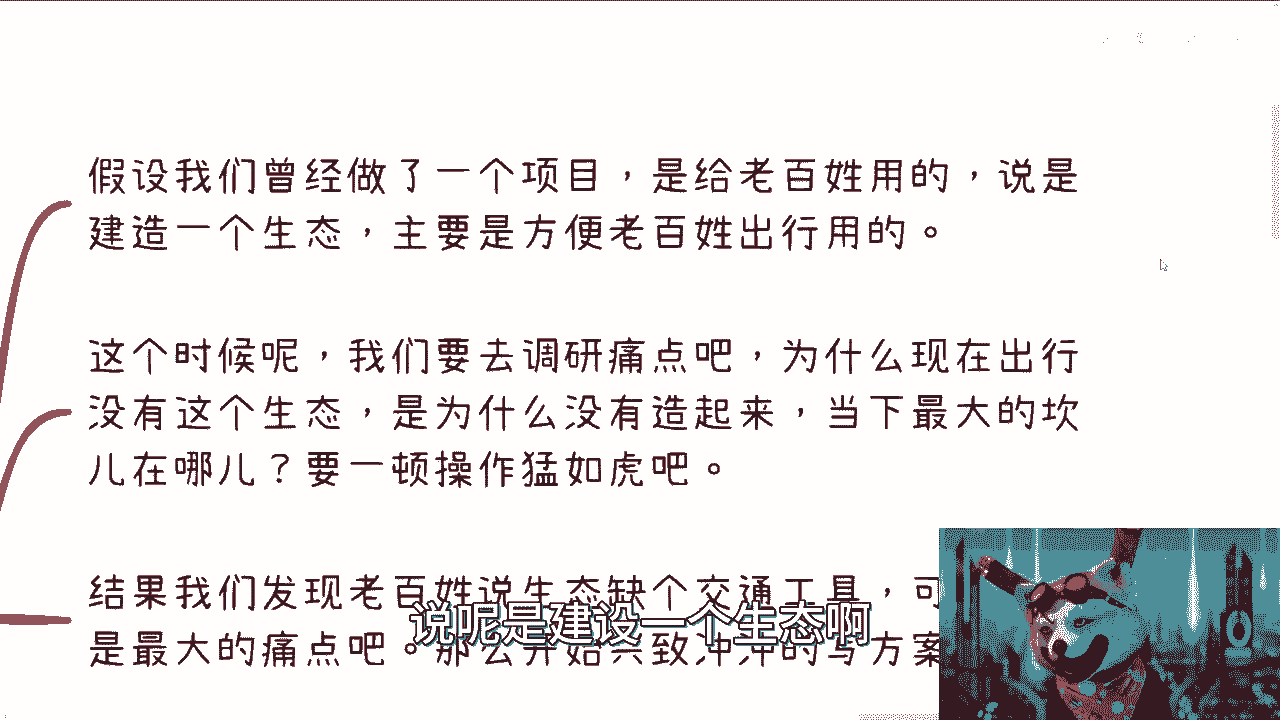 假设我们曾经做了一个项目，是给老百姓用的，说是
建造一个生态，主要是方便老百姓出行用的。
这个时候呢，我们要去调研痛点吧，为什么现在出行
没有这个生态，是为什么没有造起来，当下最大的坎
儿在哪儿？要一顿操作猛如虎吧。
结果我们发现老百姓说生态缺个交通工具，可
是最大的痛点吧。那么开始兴致冲冲的写方案
说呢是建设一个生态啊